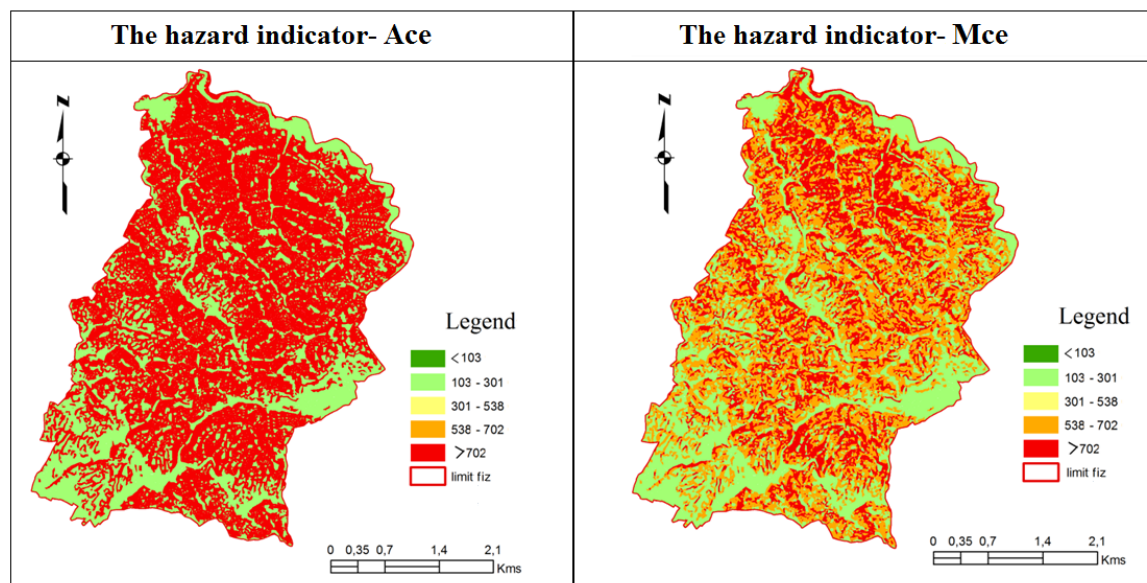 The hazard indicator- Ace
N
Legend
<103
103 - 301
301 - 538
538 - 702
>702
limit fiz
0 0,35 0,7 1,4 2,1
Kms
The hazard indicator- Mce
N
Legend
<103
103 - 301
301 - 538
538 - 702
>702
limit fiz
0 0,35 0,7 1,4 2,1
Kms